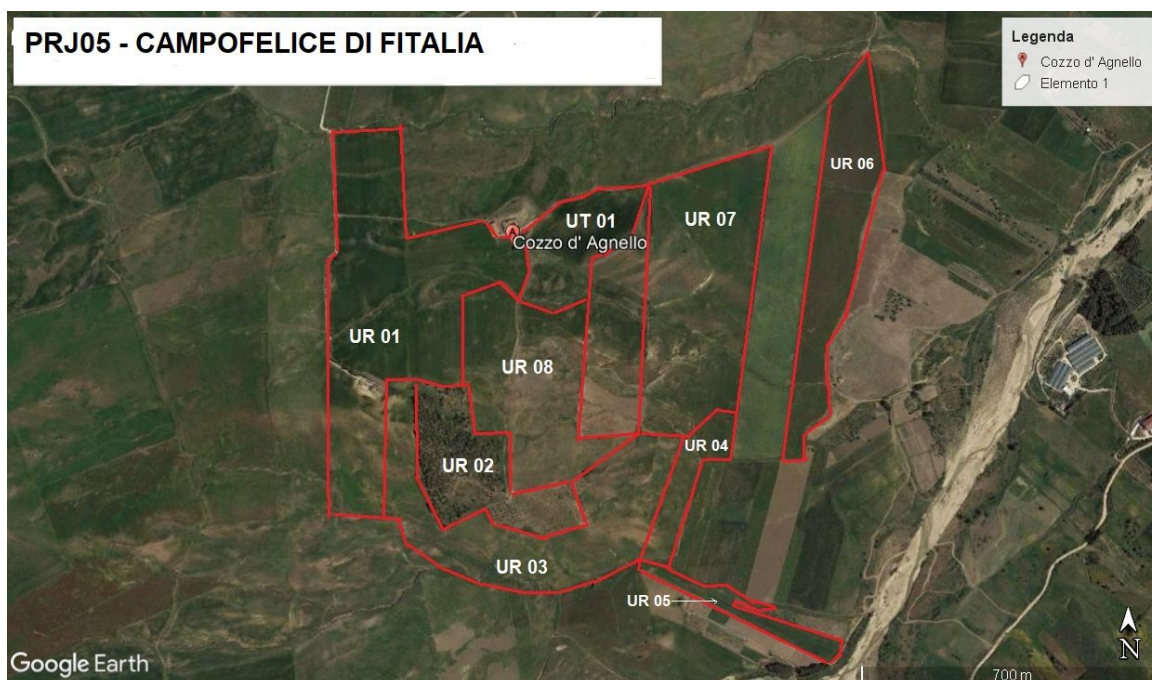 PRJ05 - CAMPOFELICE DI FITALIA
Legenda
Cozzo d' Agnello
Elemento 1
UR 06
UT 01
UR 07
Cozzo d' Agnello
UR 01
UR 08
UR 04
UR 02
UR 03
UR 05
N
Google Earth
700 m